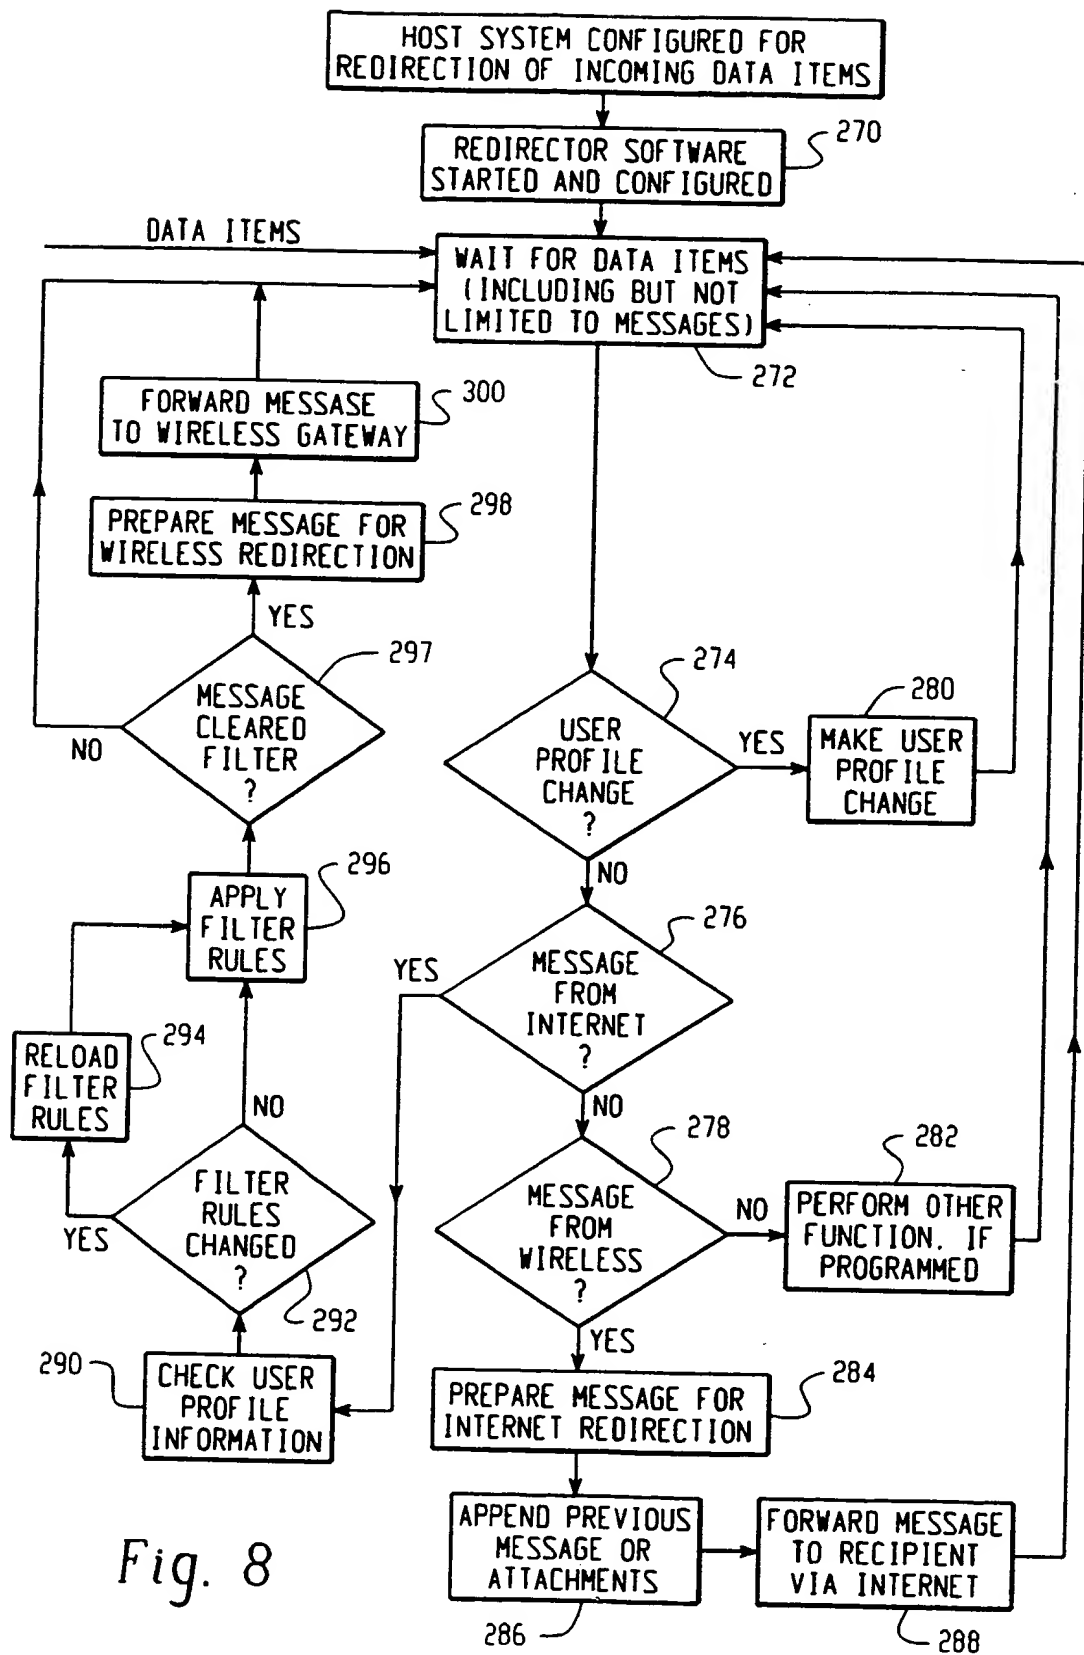 HOST SYSTEM CONFIGURED FOR
REDIRECTION OF INCOMING DATA ITEMS
270
REDIRECTOR SOFTWARE
STARTED AND CONFIGURED
DATA ITEMS
WAIT FOR DATA ITEMS
(INCLUDING BUT NOT
LIMITED TO MESSAGES)
272
300
FORWARD MESSASE
TO WIRELESS GATEWAY
298
PREPARE MESSAGE FOR
WIRELESS REDIRECTION
YES
297
MESSAGE
CLEARED
FILTER
?
NO
274
USER
PROFILE
CHANGE
?
YES
280
MAKE USER
PROFILE
CHANGE
NO
296
APPLY
FILTER
RULES
276
MESSAGE
FROM
INTERNET
?
YES
294
RELOAD
FILTER
RULES
NO
NO
278
MESSAGE
FROM
WIRELESS
?
NO
282
PERFORM OTHER
FUNCTION. IF
PROGRAMMED
FILTER
RULES
CHANGED
?
YES
292
YES
290
CHECK USER
PROFILE
INFORMATION
284
PREPARE MESSAGE FOR
INTERNET REDIRECTION
APPEND PREVIOUS
MESSAGE OR
ATTACHMENTS
286
FORWARD MESSAGE
TO RECIPIENT
VIA INTERNET
288
Fig. 8